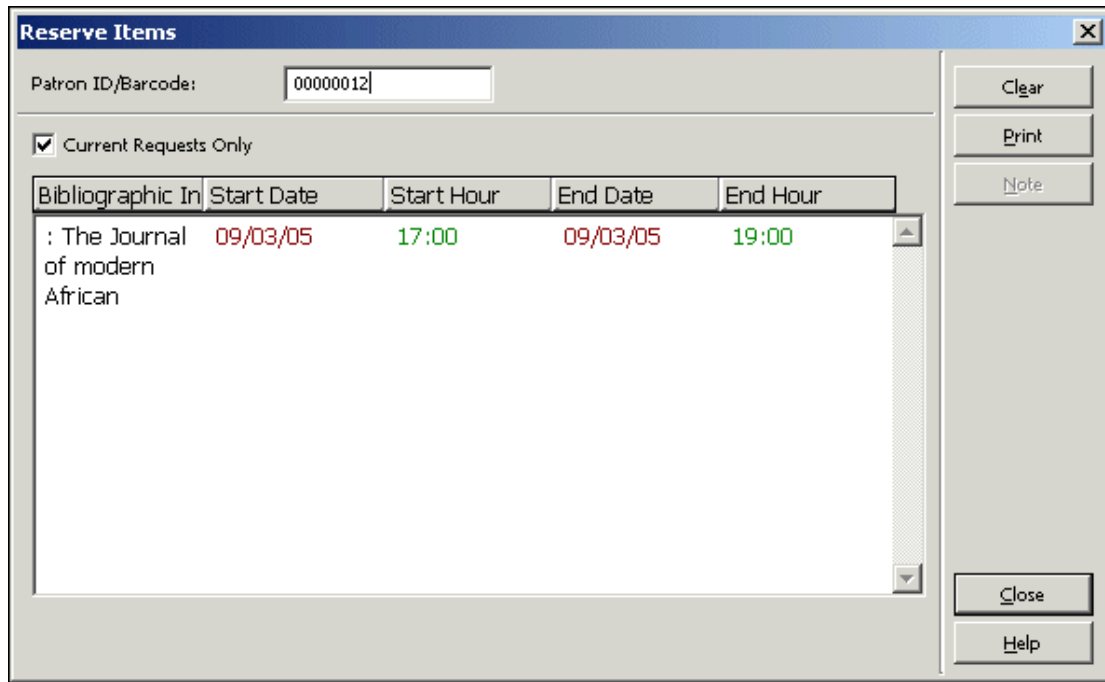 Reserve Items
Patron ID/Barcode: 00000012
Clear
Current Requests Only
Print
Note
Bibliographic In Start Date Start Hour End Date End Hour
: The Journal 09/03/05 17:00 09/03/05 19:00
of modern
African
Close
Help